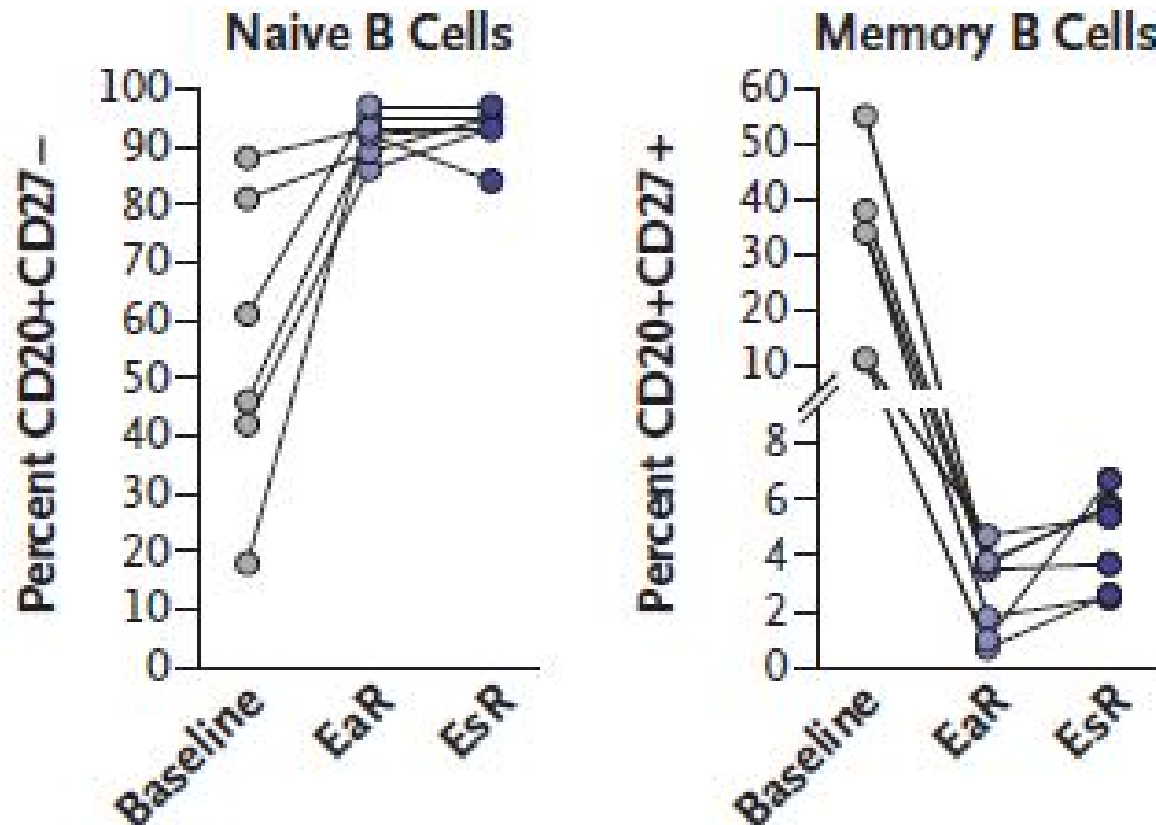 Naive B Cells
Percent CD20+CD27−
100
90
80
70
60
50
40
30
20
10
0
Baseline
EaR
EsR
Memory B Cells
Percent CD20+CD27+
60
50
40
30
20
10
8
6
4
2
0
Baseline
EaR
EsR